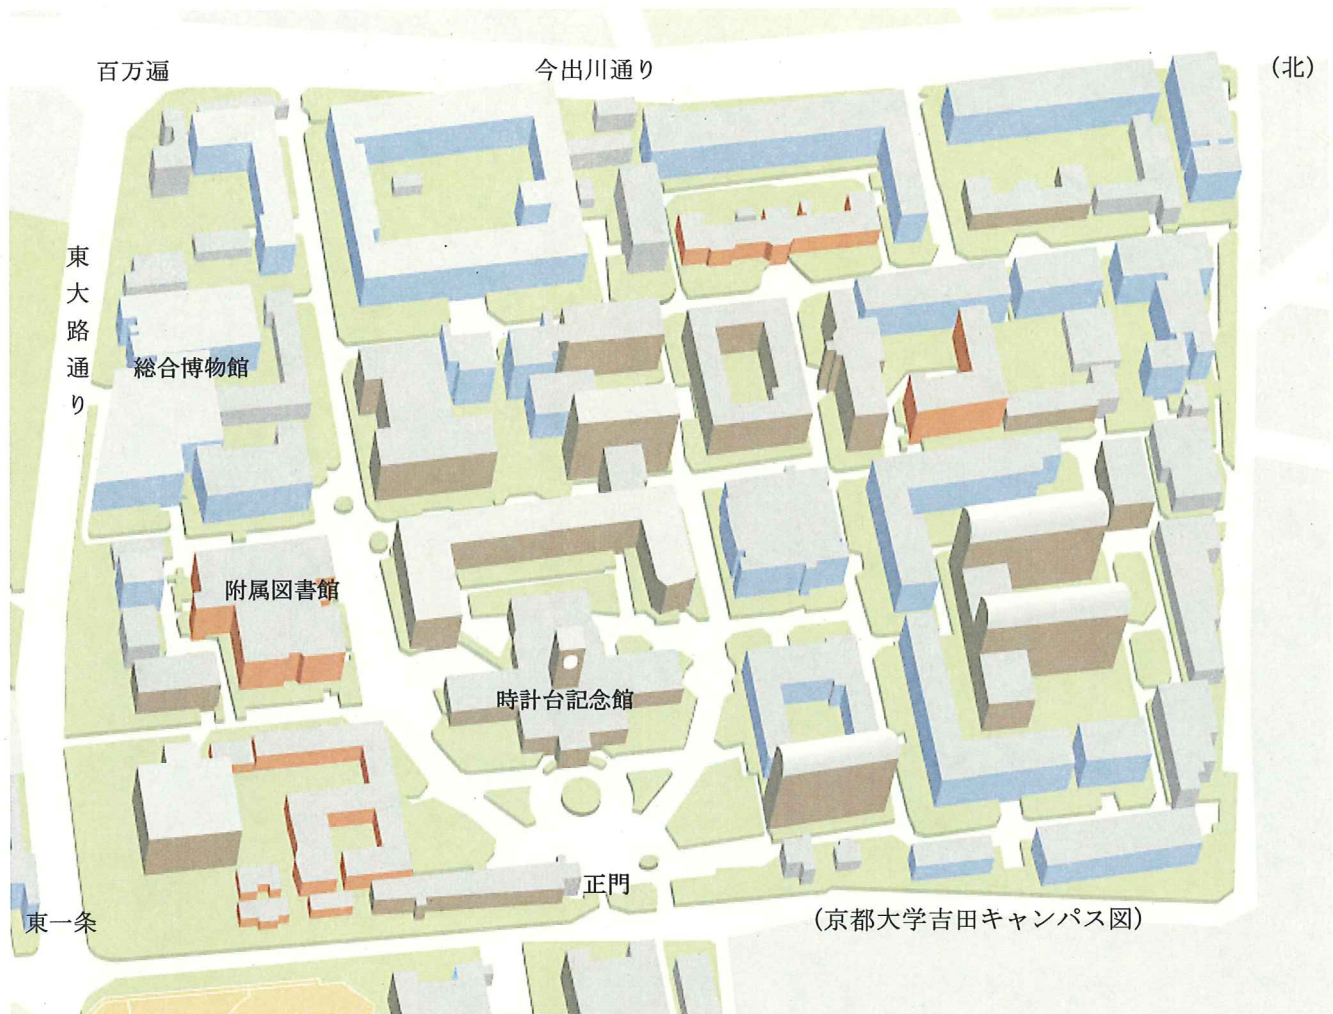 百万遍
今出川通り
(北)
東大路通り
総合博物館
附属図書館
時計台記念館
正門
東一条
(京都大学吉田キャンパス図)